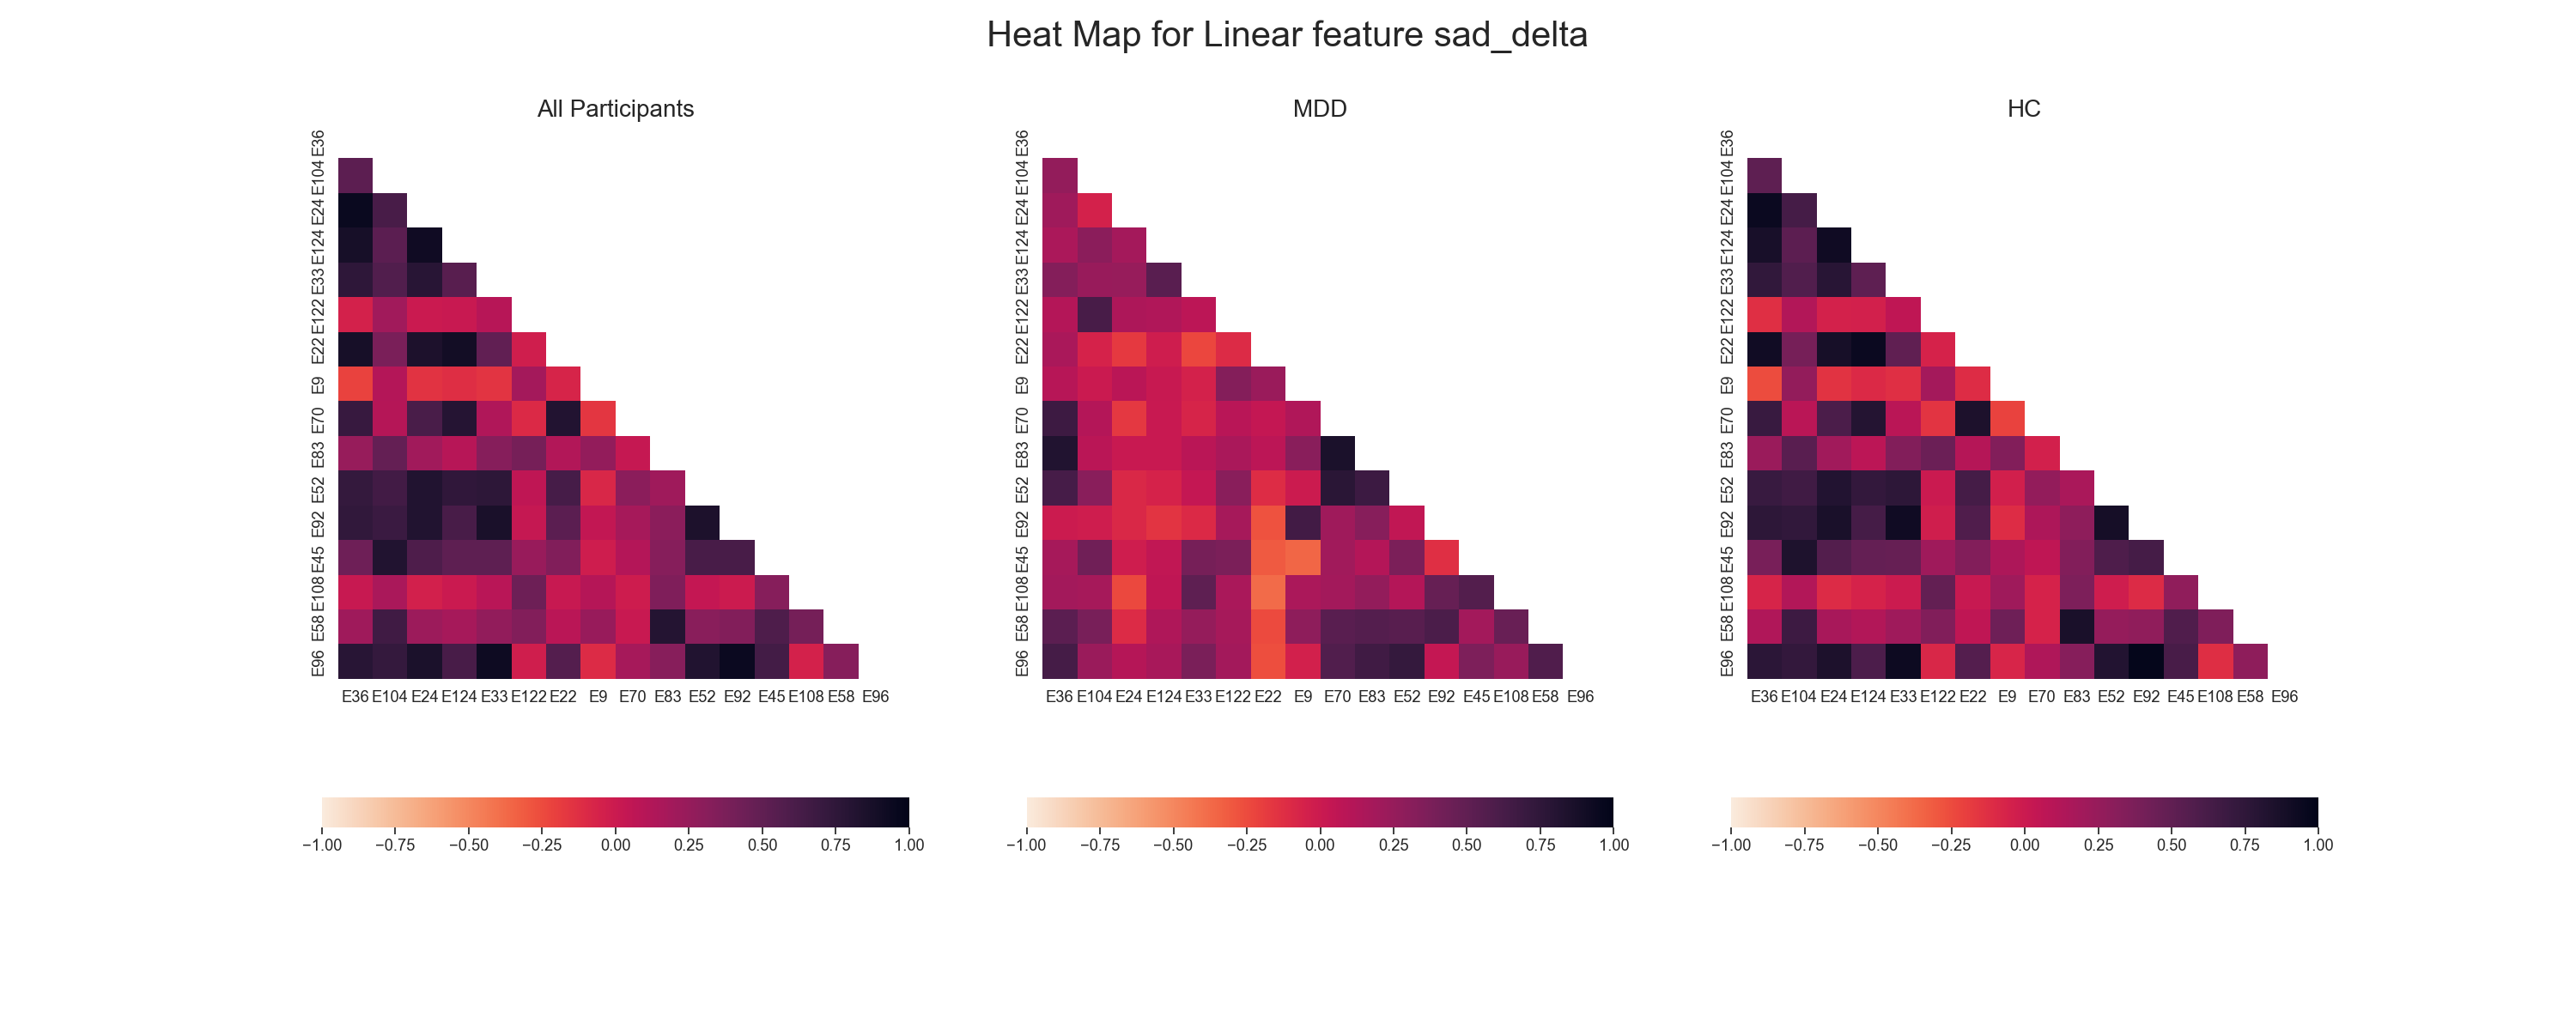 Heat Map for Linear feature sad_delta
All Participants
E36
E104
E24
E124
E33
E122
E22
E9
E70
E83
E52
E92
E45
E108
E58
E96
E36 E104 E24 E124 E33 E122 E22 E9 E70 E83 E52 E92 E45 E108 E58 E96
−1.00 −0.75 −0.50 −0.25 0.00 0.25 0.50 0.75 1.00
MDD
E36
E104
E24
E124
E33
E122
E22
E9
E70
E83
E52
E92
E45
E108
E58
E96
E36 E104 E24 E124 E33 E122 E22 E9 E70 E83 E52 E92 E45 E108 E58 E96
−1.00 −0.75 −0.50 −0.25 0.00 0.25 0.50 0.75 1.00
HC
E36
E104
E24
E124
E33
E122
E22
E9
E70
E83
E52
E92
E45
E108
E58
E96
E36 E104 E24 E124 E33 E122 E22 E9 E70 E83 E52 E92 E45 E108 E58 E96
−1.00 −0.75 −0.50 −0.25 0.00 0.25 0.50 0.75 1.00